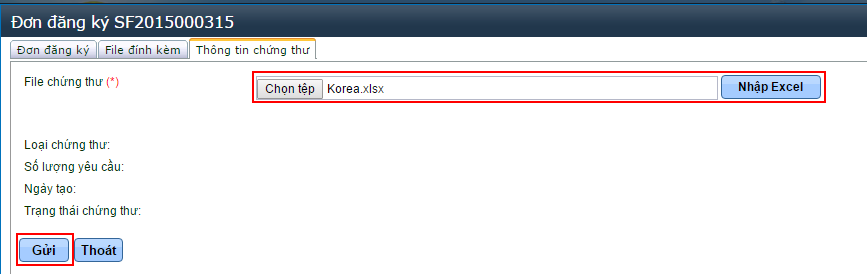 Đơn đăng ký SF2015000315
Đơn đăng ký File đính kèm Thông tin chứng thư
File chứng thư (*) Chọn tệp Korea.xlsx Nhập Excel
Loại chứng thư:
Số lượng yêu cầu:
Ngày tạo:
Trạng thái chứng thư:
Gửi Thoát